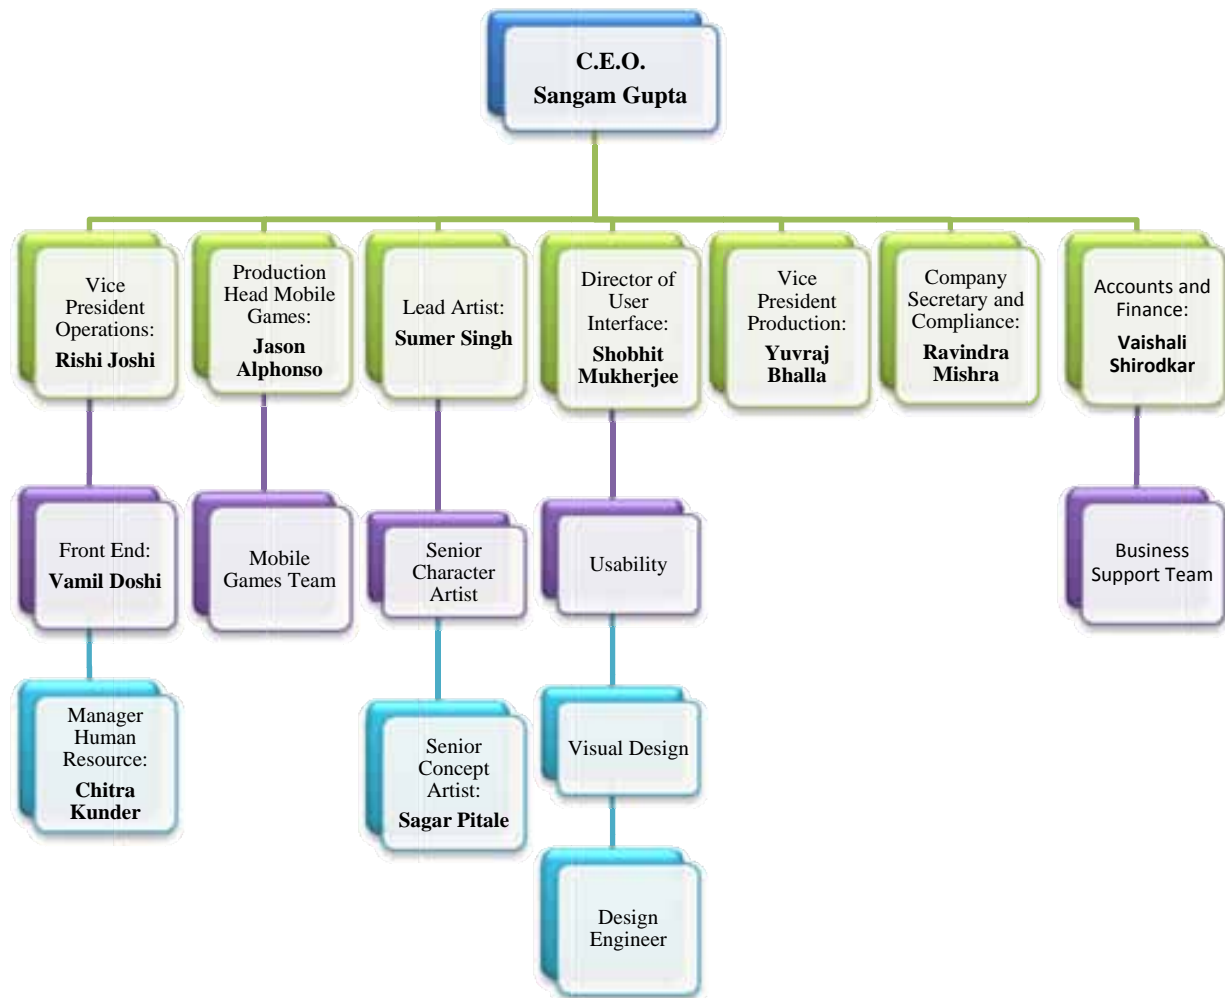 C.E.O.
Sangam Gupta
Vice
President
Operations:
Rishi Joshi
Production
Head Mobile
Games:
Jason
Alphonso
Lead Artist:
Sumer Singh
Director of
User
Interface:
Shobhit
Mukherjee
Vice
President
Production:
Yuvraj
Bhalla
Company
Secretary and
Compliance:
Ravindra
Mishra
Accounts and
Finance:
Vaishali
Shirodkar
Front End:
Vamil Doshi
Mobile
Games Team
Senior
Character
Artist
Usability
Business
Support Team
Manager
Human
Resource:
Chitra
Kunder
Senior
Concept
Artist:
Sagar Pitale
Visual Design
Design
Engineer